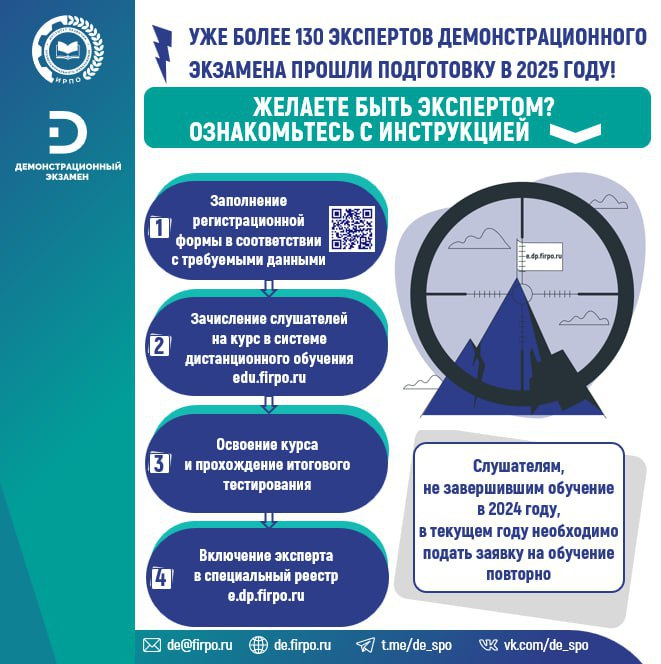 УЖЕ БОЛЕЕ 130 ЭКСПЕРТОВ ДЕМОНСТРАЦИОННОГО
ЭКЗАМЕНА ПРОШЛИ ПОДГОТОВКУ В 2025 ГОДУ!
ЖЕЛАЕТЕ БЫТЬ ЭКСПЕРТОМ?
ОЗНАКОМЬТЕСЬ С ИНСТРУКЦИЕЙ
ИРПО
ДЕМОНСТРАЦИОННЫЙ
ЭКЗАМЕН
1
Заполнение
регистрационной
формы в соответствии
с требуемыми данными
2
Зачисление слушателей
на курс в системе
дистанционного обучения
edu.firpo.ru
3
Освоение курса
и прохождение итогового
тестирования
4
Включение эксперта
в специальный реестр
e.dp.firpo.ru
e.dp.firpo.ru
Слушателям,
не завершившим обучение
в 2024 году,
в текущем году необходимо
подать заявку на обучение
повторно
de@firpo.ru
de.firpo.ru
t.me/de_spo
vk.com/de_spo